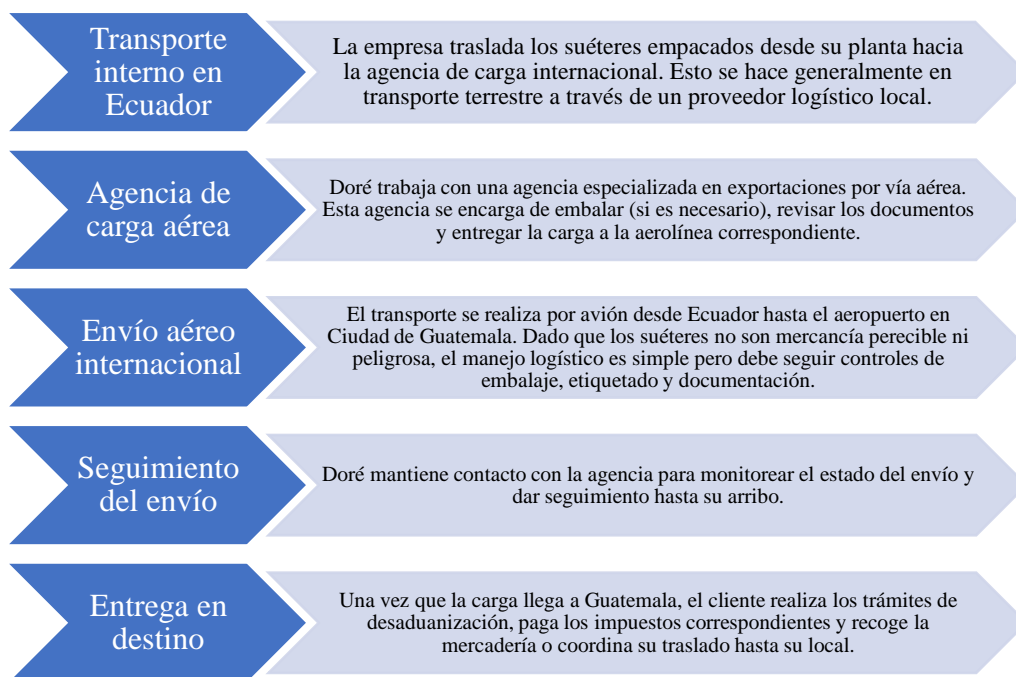 Transporte
interno en
Ecuador
La empresa traslada los suéteres empacados desde su planta hacia
la agencia de carga internacional. Esto se hace generalmente en
transporte terrestre a través de un proveedor logístico local.
Agencia de
carga aérea
Doré trabaja con una agencia especializada en exportaciones por vía aérea.
Esta agencia se encarga de embalar (si es necesario), revisar los documentos
y entregar la carga a la aerolínea correspondiente.
Envío aéreo
internacional
El transporte se realiza por avión desde Ecuador hasta el aeropuerto en
Ciudad de Guatemala. Dado que los suéteres no son mercancía perecible ni
peligrosa, el manejo logístico es simple pero debe seguir controles de
embalaje, etiquetado y documentación.
Seguimiento
del envío
Doré mantiene contacto con la agencia para monitorear el estado del envío y
dar seguimiento hasta su arribo.
Entrega en
destino
Una vez que la carga llega a Guatemala, el cliente realiza los trámites de
desaduanización, paga los impuestos correspondientes y recoge la
mercadería o coordina su traslado hasta su local.